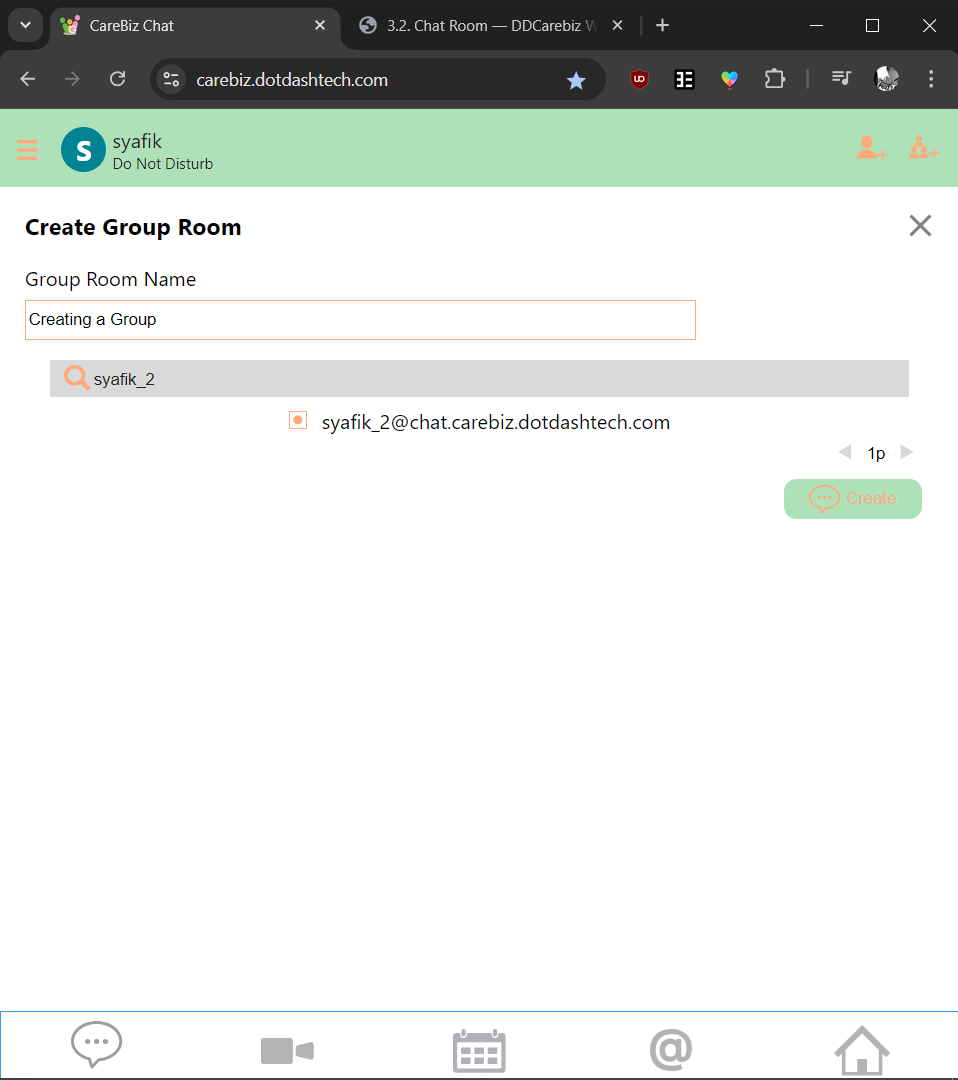 CareBiz Chat
3.2. Chat Room — DDCarebiz W
carebiz.dotdashtech.com
S
syafik
Do Not Disturb
Create Group Room
Group Room Name
Creating a Group
syafik_2
syafik_2@chat.carebiz.dotdashtech.com
1p
Create
@